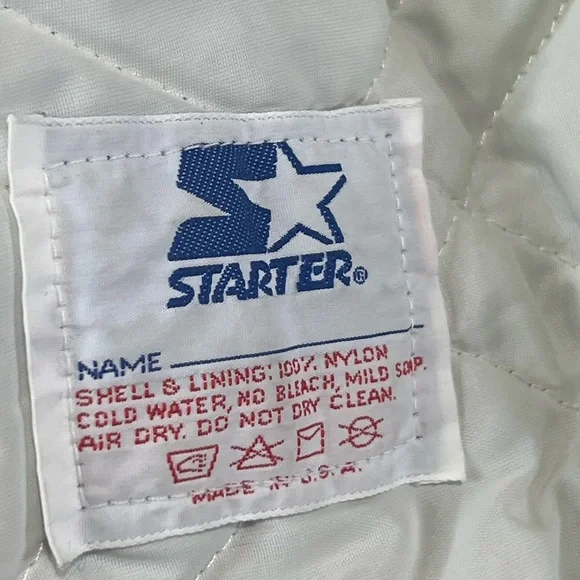 STARTER®
NAME
SHELL & LINING: 100% NYLON
COLD WATER, NO BLEACH, MILD SOAP.
AIR DRY. DO NOT DRY CLEAN.
MADE IN U.S.A.